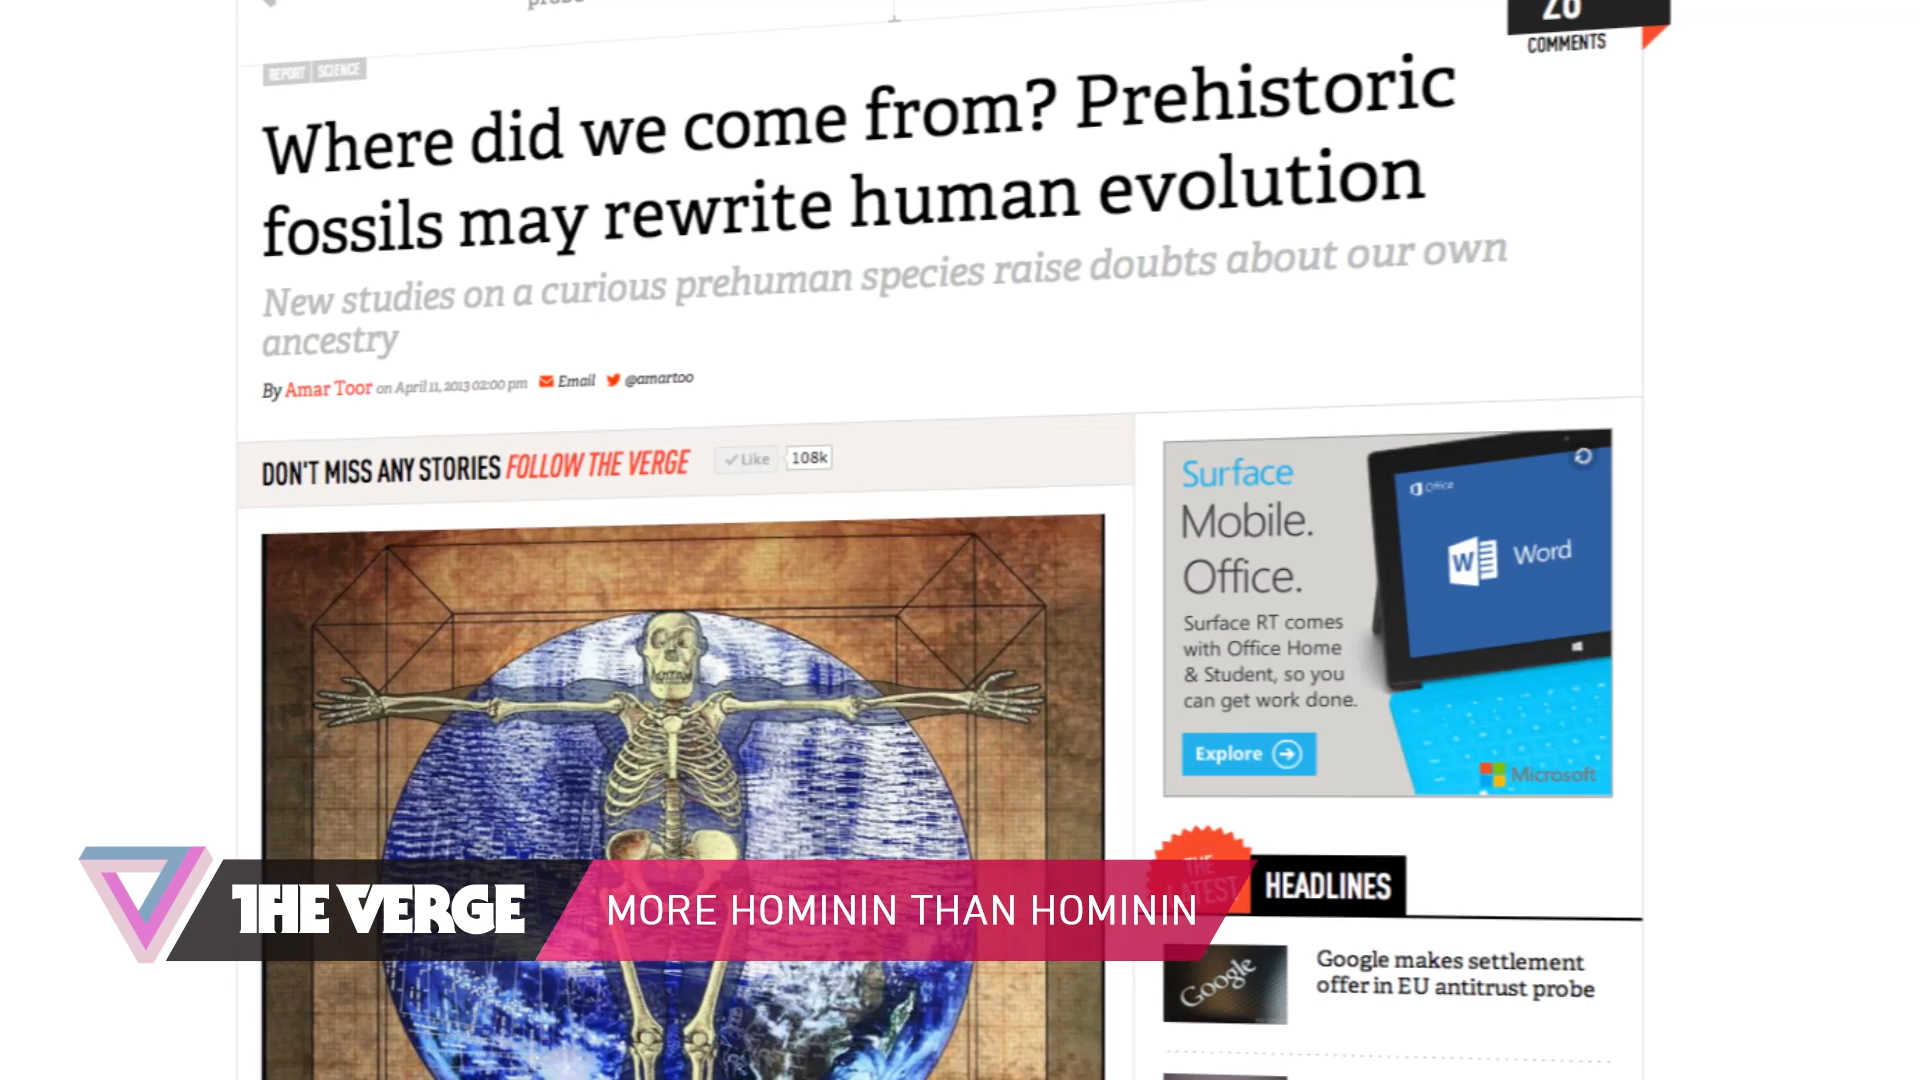 COMMENTS
REPORT SCIENCE
Where did we come from? Prehistoric
fossils may rewrite human evolution
New studies on a curious prehuman species raise doubts about our own
ancestry
By Amar Toor on April 11, 2013 02:00 pm Email @amartoo
DON'T MISS ANY STORIES FOLLOW THE VERGE Like 108k
Surface
Mobile.
Office.
Surface RT comes
with Office Home
& Student, so you
can get work done.
Explore
Office
Word
Microsoft
THE
LATEST
HEADLINES
THE VERGE
MORE HOMININ THAN HOMININ
Google
Google makes settlement
offer in EU antitrust probe